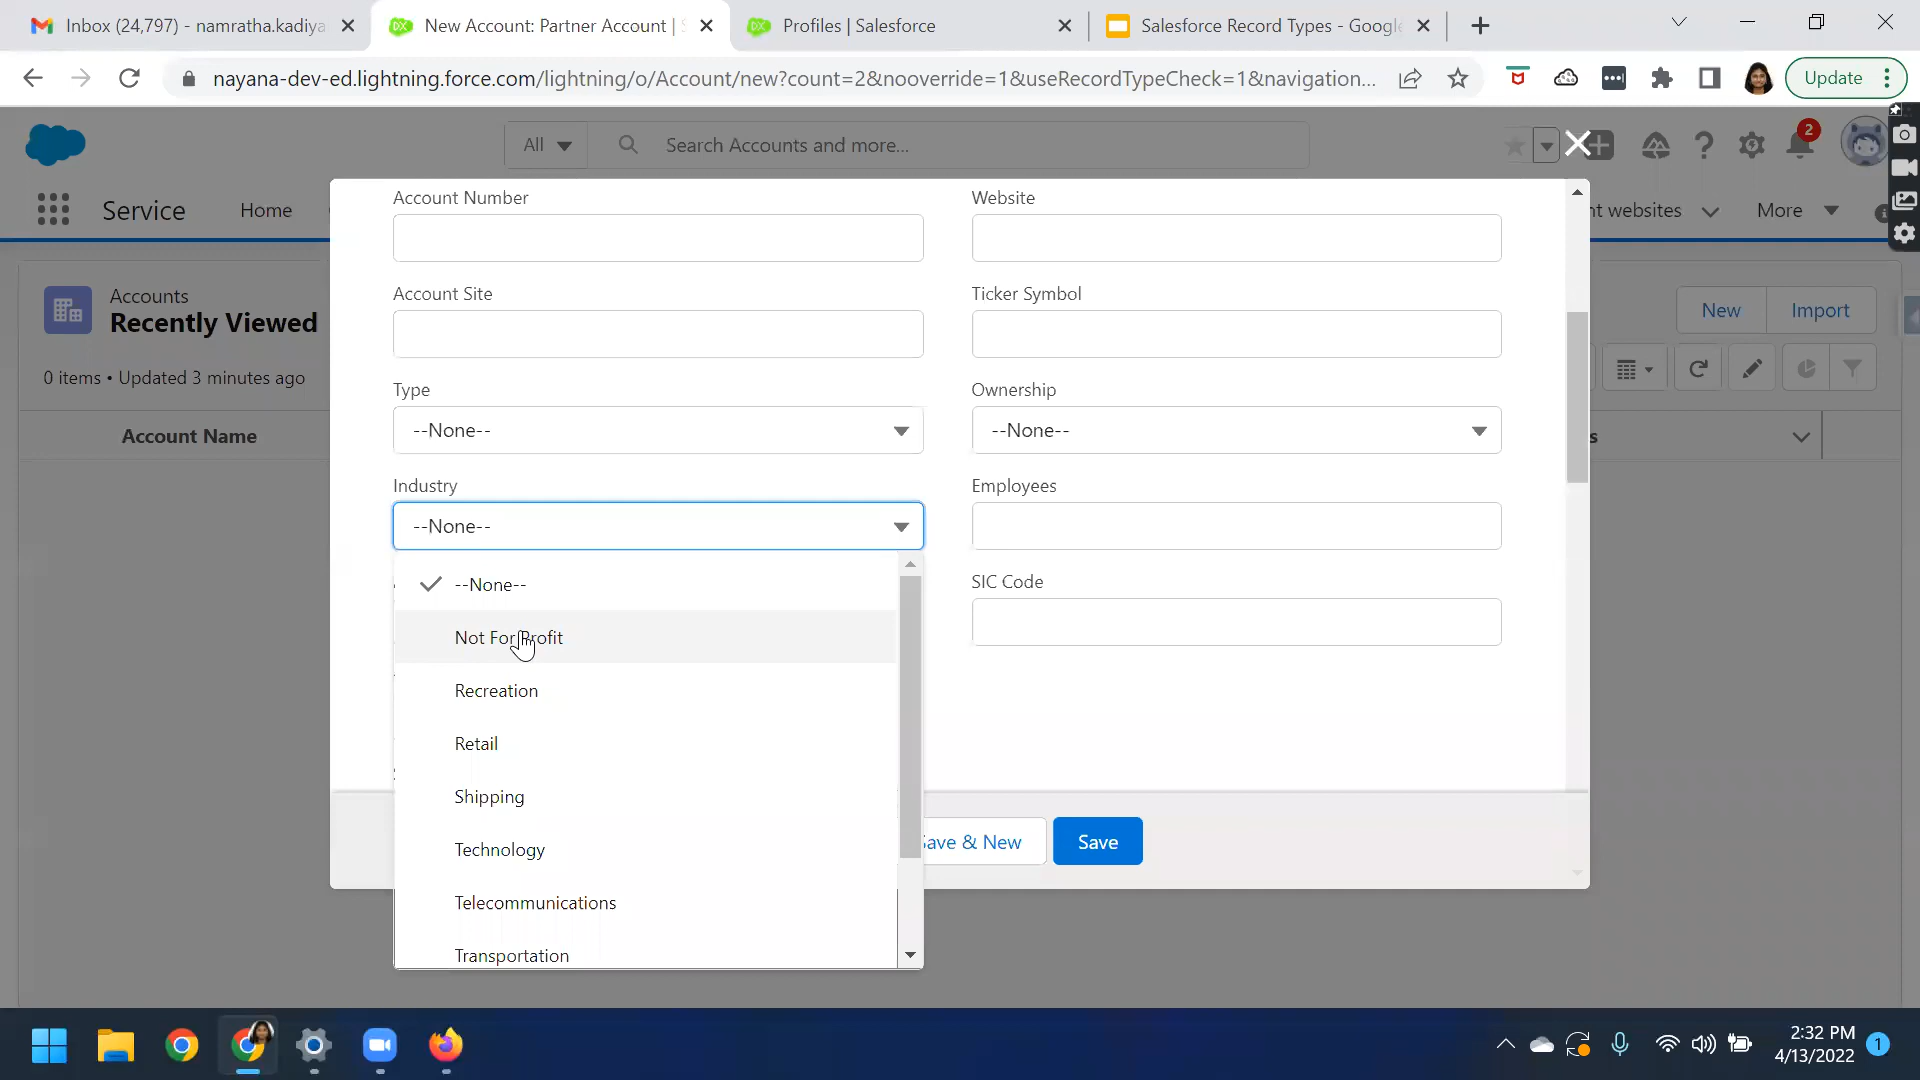 Inbox (24,797) - namratha.kadiya
New Account: Partner Account | S
Profiles | Salesforce
Salesforce Record Types - Google
nayana-dev-ed.lightning.force.com/lightning/o/Account/new?count=2&nooverride=1&useRecordTypeCheck=1&navigation...
Update
All
Search Accounts and more...
2
Service
Home
nt websites
More
Accounts
Recently Viewed
New
Import
0 items • Updated 3 minutes ago
Account Name
s
Account Number
Website
Account Site
Ticker Symbol
Type
Ownership
--None--
--None--
Industry
Employees
--None--
--None--
SIC Code
Not For Profit
Recreation
Retail
Shipping
Technology
Telecommunications
Transportation
Save & New
Save
2:32 PM
4/13/2022
1